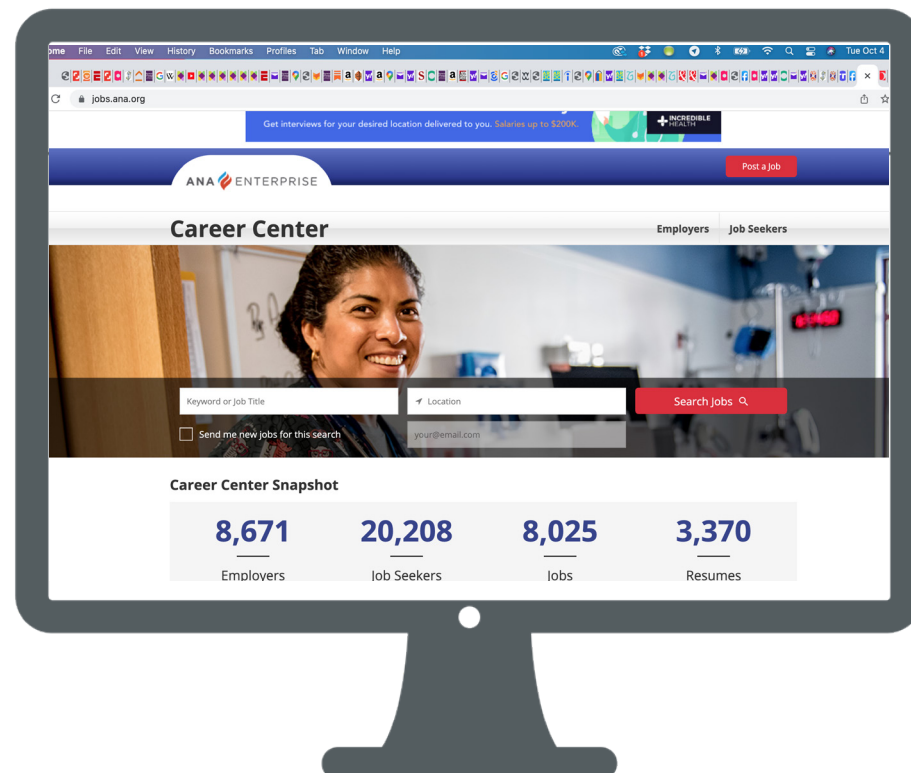 ome File Edit View History Bookmarks Profiles Tab Window Help Tue Oct 4
jobs.ana.org
Get interviews for your desired location delivered to you. Salaries up to $200K.
INCREDIBLE
HEALTH
Post a Job
ANA ENTERPRISE
Career Center
Employers Job Seekers
Keyword or Job Title Location Search Jobs
Send me new jobs for this search your@email.com
Career Center Snapshot
8,671 20,208 8,025 3,370
Employers Job Seekers Jobs Resumes